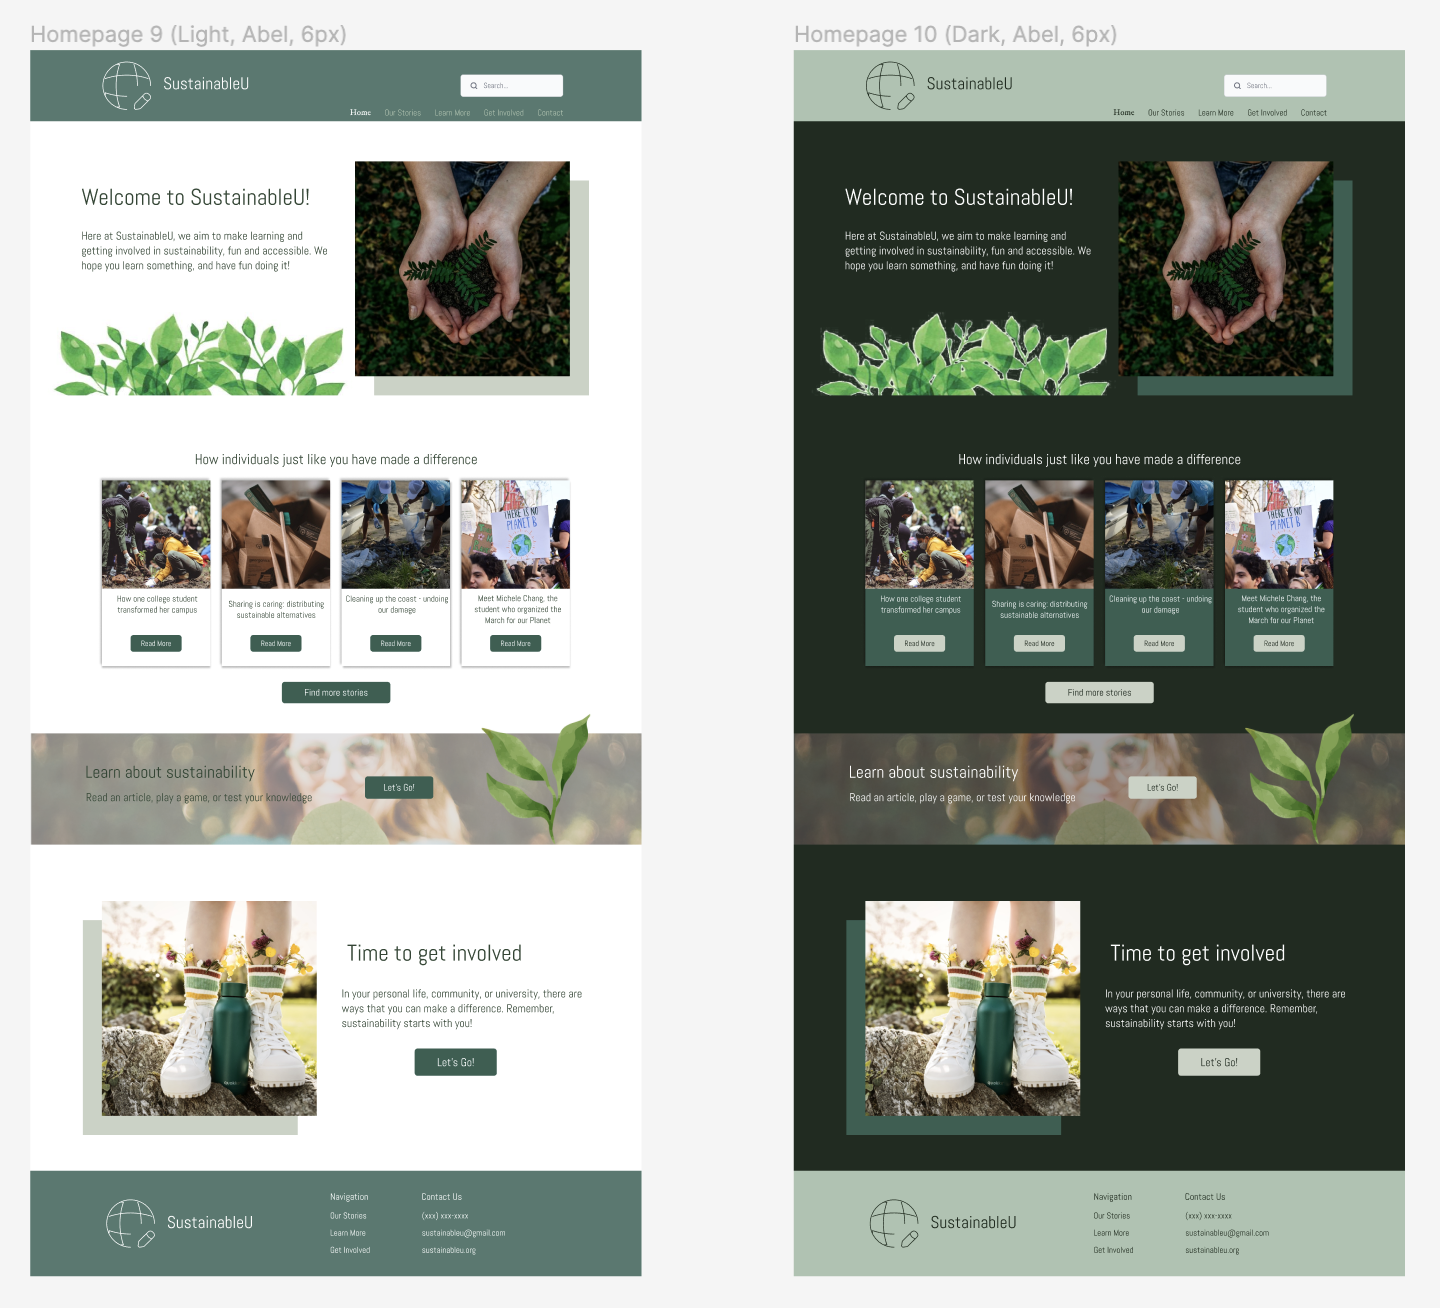 Homepage 9 (Light, Abel, 6px)
SustainableU
Search...
Home Our Stories Learn More Get Involved Contact
Welcome to SustainableU!
Here at SustainableU, we aim to make learning and
getting involved in sustainability, fun and accessible. We
hope you learn something, and have fun doing it!
How individuals just like you have made a difference
THERE IS NO
PLANET B
How one college student
transformed her campus
Read More
Sharing is caring: distributing
sustainable alternatives
Read More
Cleaning up the coast - undoing
our damage
Read More
Meet Michele Chang, the
student who organized the
March for our Planet
Read More
Find more stories
Learn about sustainability
Read an article, play a game, or test your knowledge
Let's Go!
Time to get involved
In your personal life, community, or university, there are
ways that you can make a difference. Remember,
sustainability starts with you!
Let's Go!
SustainableU
Navigation
Our Stories
Learn More
Get Involved
Contact Us
(xxx) xxx-xxxx
sustainableu@gmail.com
sustainableu.org
Homepage 10 (Dark, Abel, 6px)
SustainableU
Search...
Home Our Stories Learn More Get Involved Contact
Welcome to SustainableU!
Here at SustainableU, we aim to make learning and
getting involved in sustainability, fun and accessible. We
hope you learn something, and have fun doing it!
How individuals just like you have made a difference
THERE IS NO
PLANET B
How one college student
transformed her campus
Read More
Sharing is caring: distributing
sustainable alternatives
Read More
Cleaning up the coast - undoing
our damage
Read More
Meet Michele Chang, the
student who organized the
March for our Planet
Read More
Find more stories
Learn about sustainability
Read an article, play a game, or test your knowledge
Let's Go!
Time to get involved
In your personal life, community, or university, there are
ways that you can make a difference. Remember,
sustainability starts with you!
Let's Go!
SustainableU
Navigation
Our Stories
Learn More
Get Involved
Contact Us
(xxx) xxx-xxxx
sustainableu@gmail.com
sustainableu.org